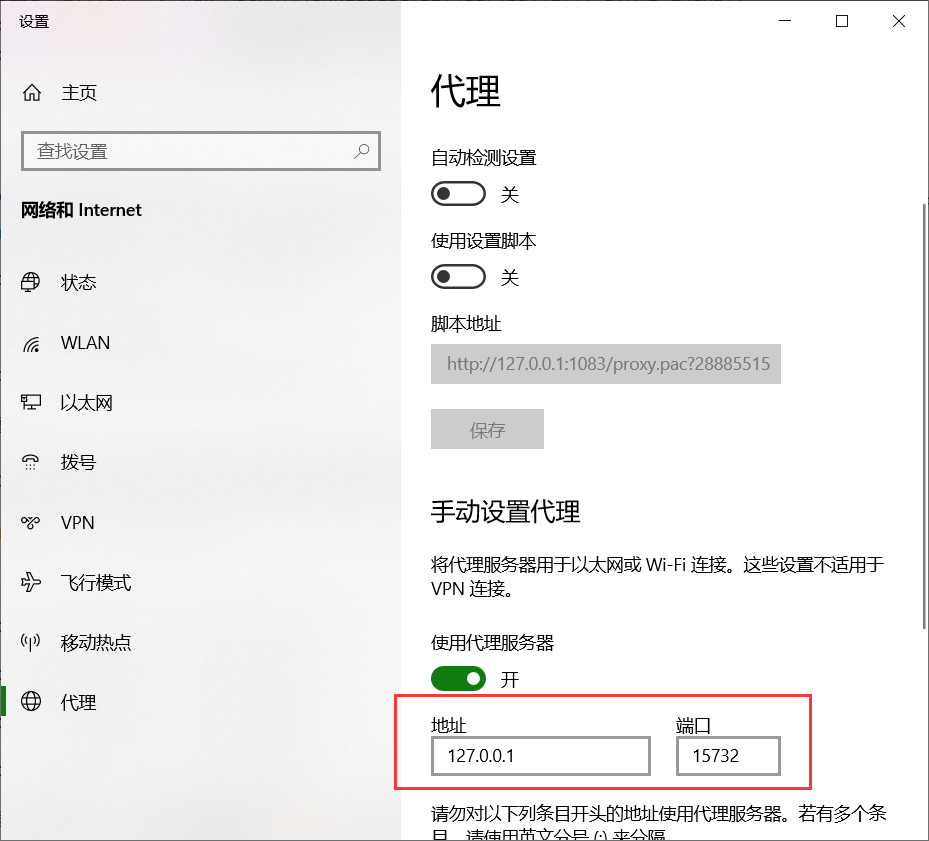 设置
主页
查找设置
网络和 Internet
状态
WLAN
以太网
拨号
VPN
飞行模式
移动热点
代理
代理
自动检测设置
关
使用设置脚本
关
脚本地址
http://127.0.0.1:1083/proxy.pac?28885515
保存
手动设置代理
将代理服务器用于以太网或 Wi-Fi 连接。这些设置不适用于
VPN 连接。
使用代理服务器
开
地址 端口
127.0.0.1 15732
请勿对以下列条目开头的地址使用代理服务器。若有多个条
目，请使用英文分号 (;) 来分隔